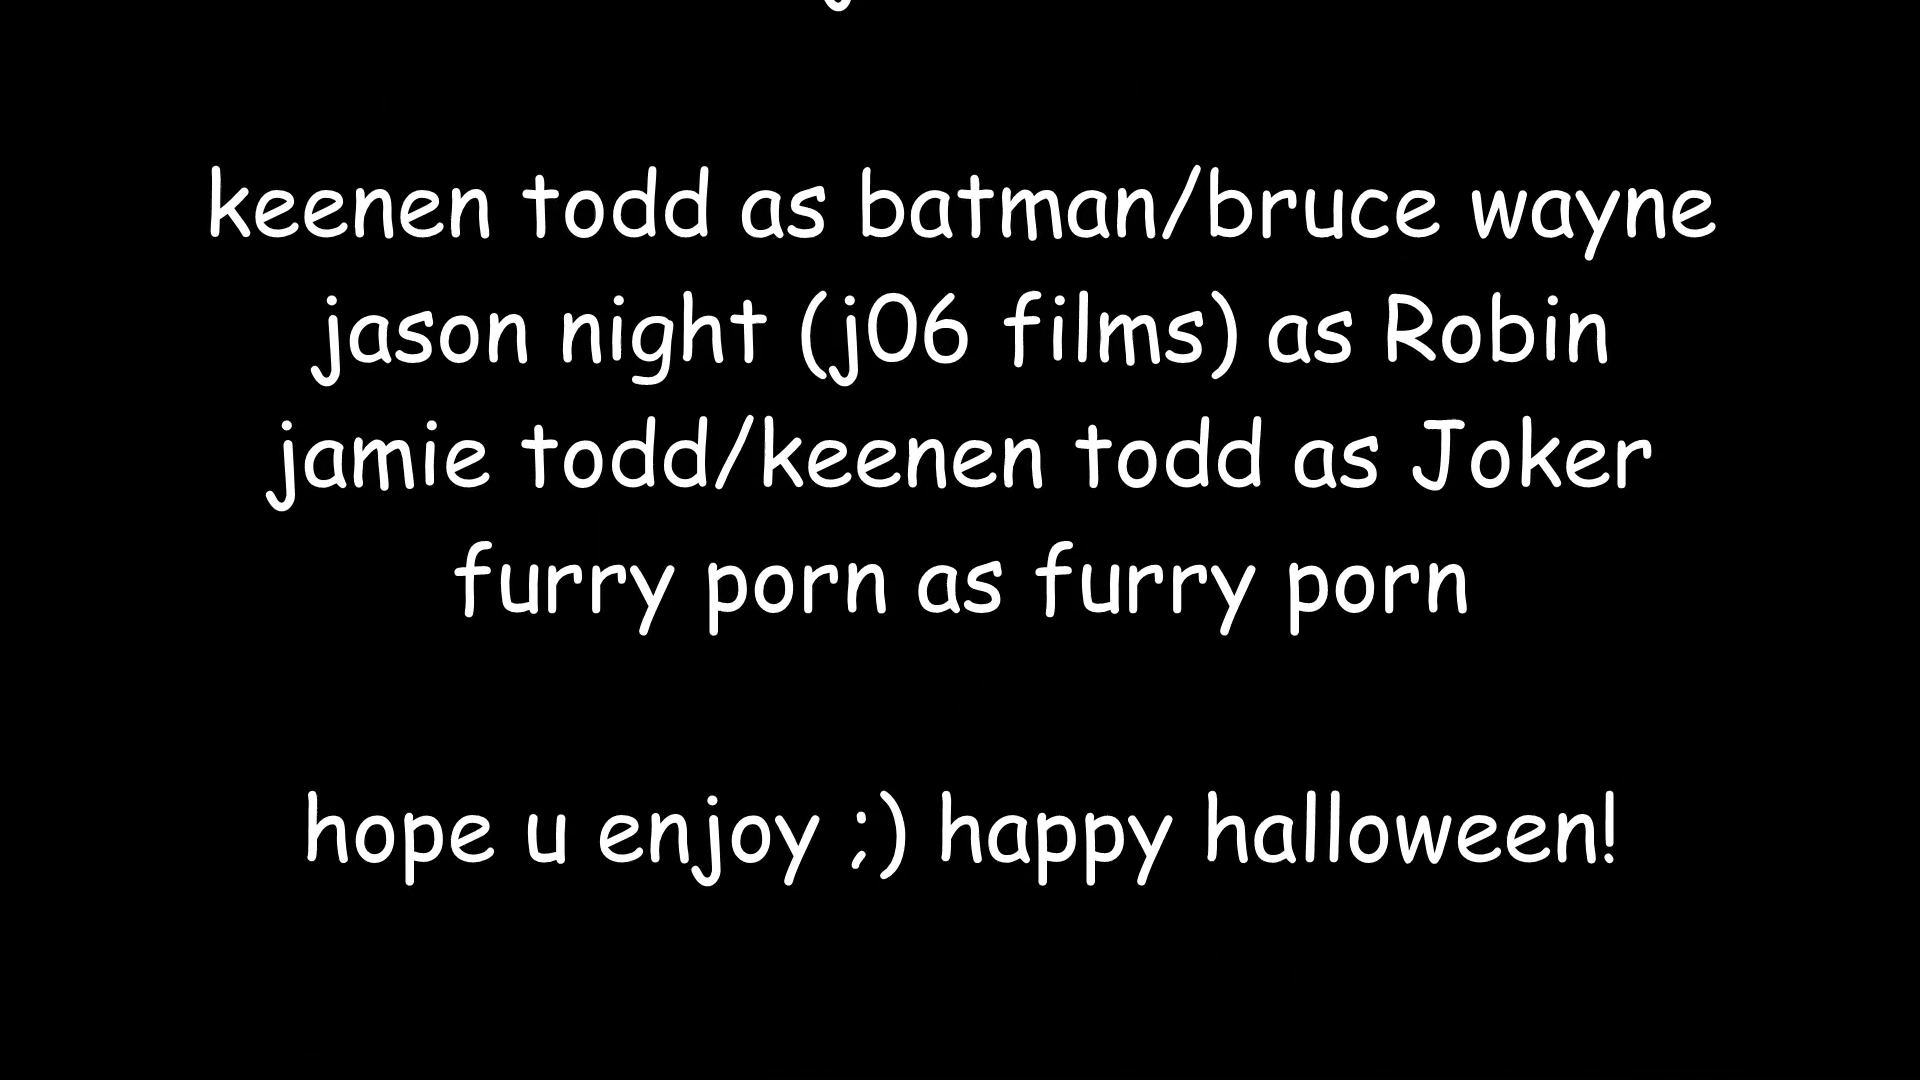 keenen todd as batman/bruce wayne
jason night (j06 films) as Robin
jamie todd/keenen todd as Joker
furry porn as furry porn
hope u enjoy ;) happy halloween!